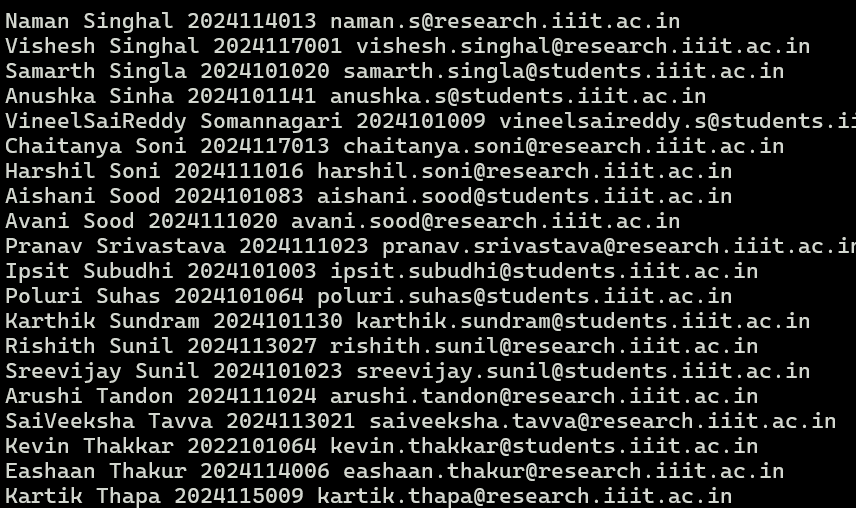 Naman Singhal 2024114013 naman.s@research.iiit.ac.in
Vishesh Singhal 2024117001 vishesh.singhal@research.iiit.ac.in
Samarth Singla 2024101020 samarth.singla@students.iiit.ac.in
Anushka Sinha 2024101141 anushka.s@students.iiit.ac.in
VineelSaiReddy Somannagari 2024101009 vineelsaireddy.s@students.ii
Chaitanya Soni 2024117013 chaitanya.soni@research.iiit.ac.in
Harshil Soni 2024111016 harshil.soni@research.iiit.ac.in
Aishani Sood 2024101083 aishani.sood@students.iiit.ac.in
Avani Sood 2024111020 avani.sood@research.iiit.ac.in
Pranav Srivastava 2024111023 pranav.srivastava@research.iiit.ac.in
Ipsit Subudhi 2024101003 ipsit.subudhi@students.iiit.ac.in
Poluri Suhas 2024101064 poluri.suhas@students.iiit.ac.in
Karthik Sundram 2024101130 karthik.sundram@students.iiit.ac.in
Rishith Sunil 2024113027 rishith.sunil@research.iiit.ac.in
Sreevijay Sunil 2024101023 sreevijay.sunil@students.iiit.ac.in
Arushi Tandon 2024111024 arushi.tandon@research.iiit.ac.in
SaiVeeksha Tavva 2024113021 saiveeksha.tavva@research.iiit.ac.in
Kevin Thakkar 2022101064 kevin.thakkar@students.iiit.ac.in
Eashaan Thakur 2024114006 eashaan.thakur@research.iiit.ac.in
Kartik Thapa 2024115009 kartik.thapa@research.iiit.ac.in